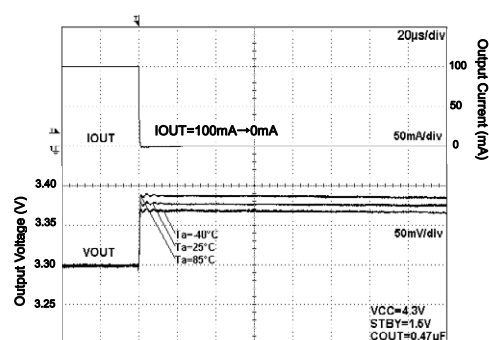 20µs/div
Output Current (mA)
100
50
0
IOUT
IOUT=100mA→0mA
50mA/div
Output Voltage (V)
3.40
3.35
3.30
3.25
VOUT
Ta=-40°C
Ta=25°C
Ta=85°C
50mV/div
VCC=4.3V
STBY=1.5V
COUT=0.47µF